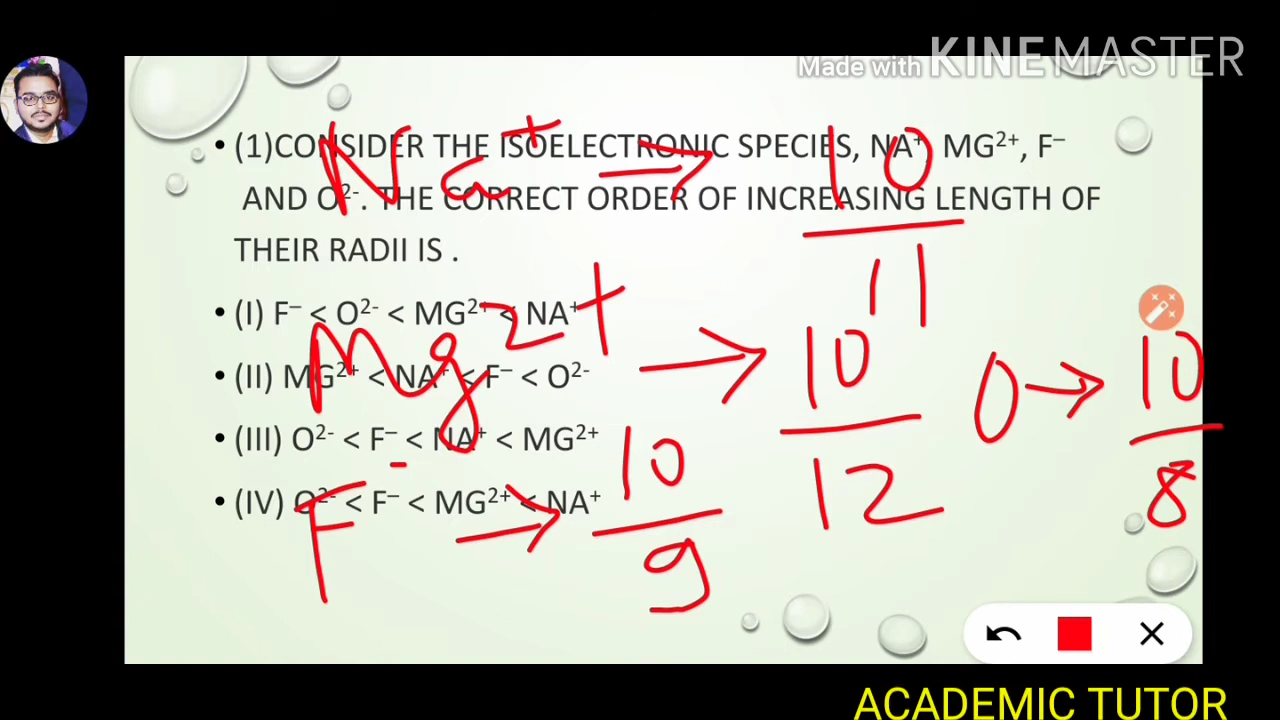 Made with KINEMASTER
• (1)CONSIDER THE ISOELECTRONIC SPECIES, NA⁺, MG²⁺, F⁻
AND O²⁻. THE CORRECT ORDER OF INCREASING LENGTH OF
THEIR RADII IS .
• (I) F⁻ < O²⁻ < MG²⁺ < NA⁺
• (II) MG²⁺ < NA⁺ < F⁻ < O²⁻
• (III) O²⁻ < F⁻ < NA⁺ < MG²⁺
• (IV) O²⁻ < F⁻ < MG²⁺ < NA⁺
Na⁺ → 10/11
Mg²⁺ → 10/12
O → 10/8
F⁻ → 10/9
ACADEMIC TUTOR